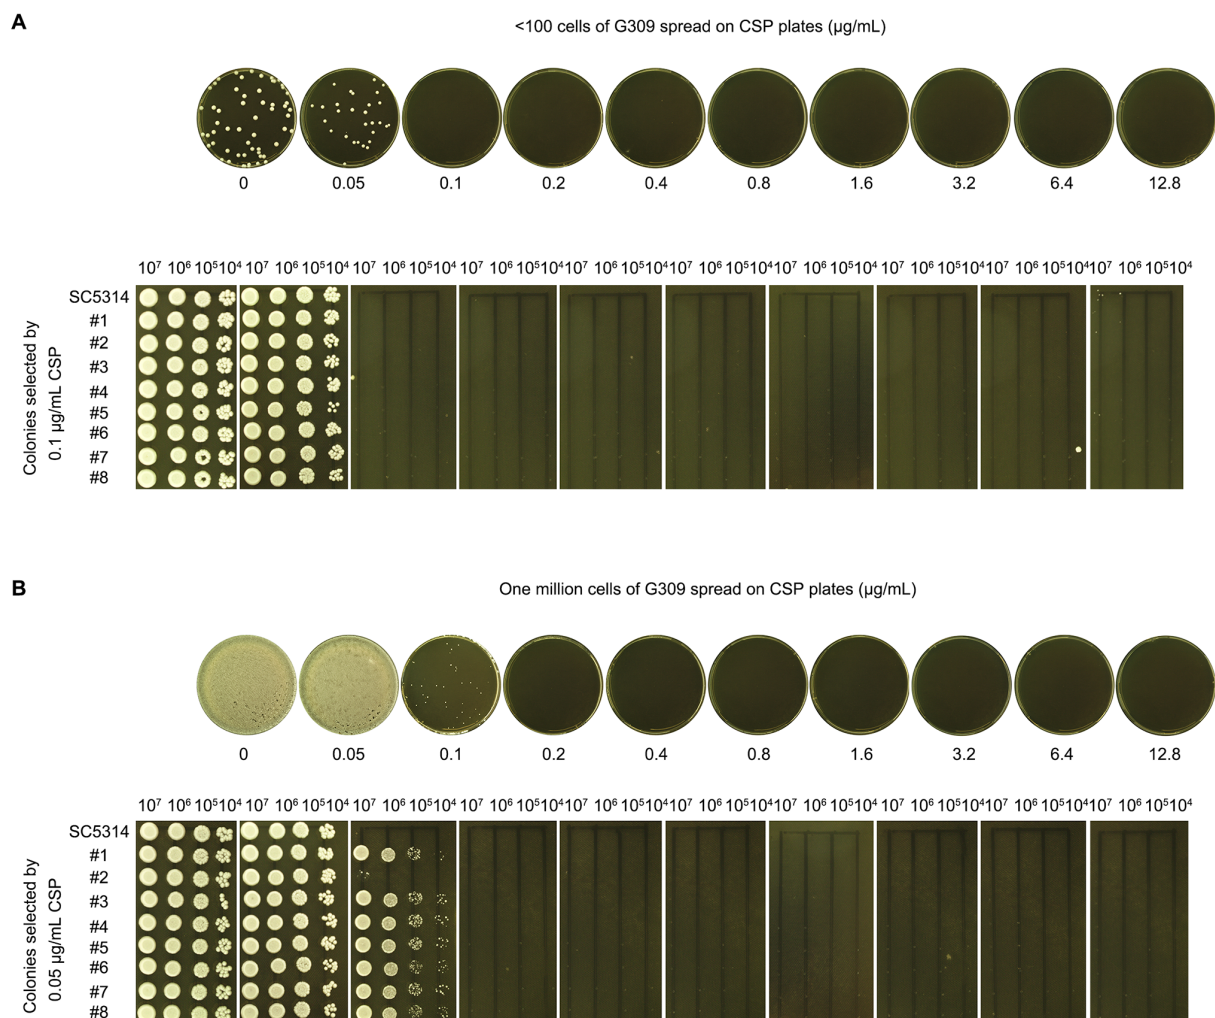 A
<100 cells of G309 spread on CSP plates (µg/mL)
0 0.05 0.1 0.2 0.4 0.8 1.6 3.2 6.4 12.8
10⁷ 10⁶ 10⁵ 10⁴ 10⁷ 10⁶ 10⁵ 10⁴ 10⁷ 10⁶ 10⁵ 10⁴ 10⁷ 10⁶ 10⁵ 10⁴ 10⁷ 10⁶ 10⁵ 10⁴ 10⁷ 10⁶ 10⁵ 10⁴ 10⁷ 10⁶ 10⁵ 10⁴ 10⁷ 10⁶ 10⁵ 10⁴ 10⁷ 10⁶ 10⁵ 10⁴ 10⁷ 10⁶ 10⁵ 10⁴
Colonies selected by
0.1 µg/mL CSP
SC5314
#1
#2
#3
#4
#5
#6
#7
#8
B
One million cells of G309 spread on CSP plates (µg/mL)
0 0.05 0.1 0.2 0.4 0.8 1.6 3.2 6.4 12.8
10⁷ 10⁶ 10⁵ 10⁴ 10⁷ 10⁶ 10⁵ 10⁴ 10⁷ 10⁶ 10⁵ 10⁴ 10⁷ 10⁶ 10⁵ 10⁴ 10⁷ 10⁶ 10⁵ 10⁴ 10⁷ 10⁶ 10⁵ 10⁴ 10⁷ 10⁶ 10⁵ 10⁴ 10⁷ 10⁶ 10⁵ 10⁴ 10⁷ 10⁶ 10⁵ 10⁴ 10⁷ 10⁶ 10⁵ 10⁴
Colonies selected by
0.05 µg/mL CSP
SC5314
#1
#2
#3
#4
#5
#6
#7
#8